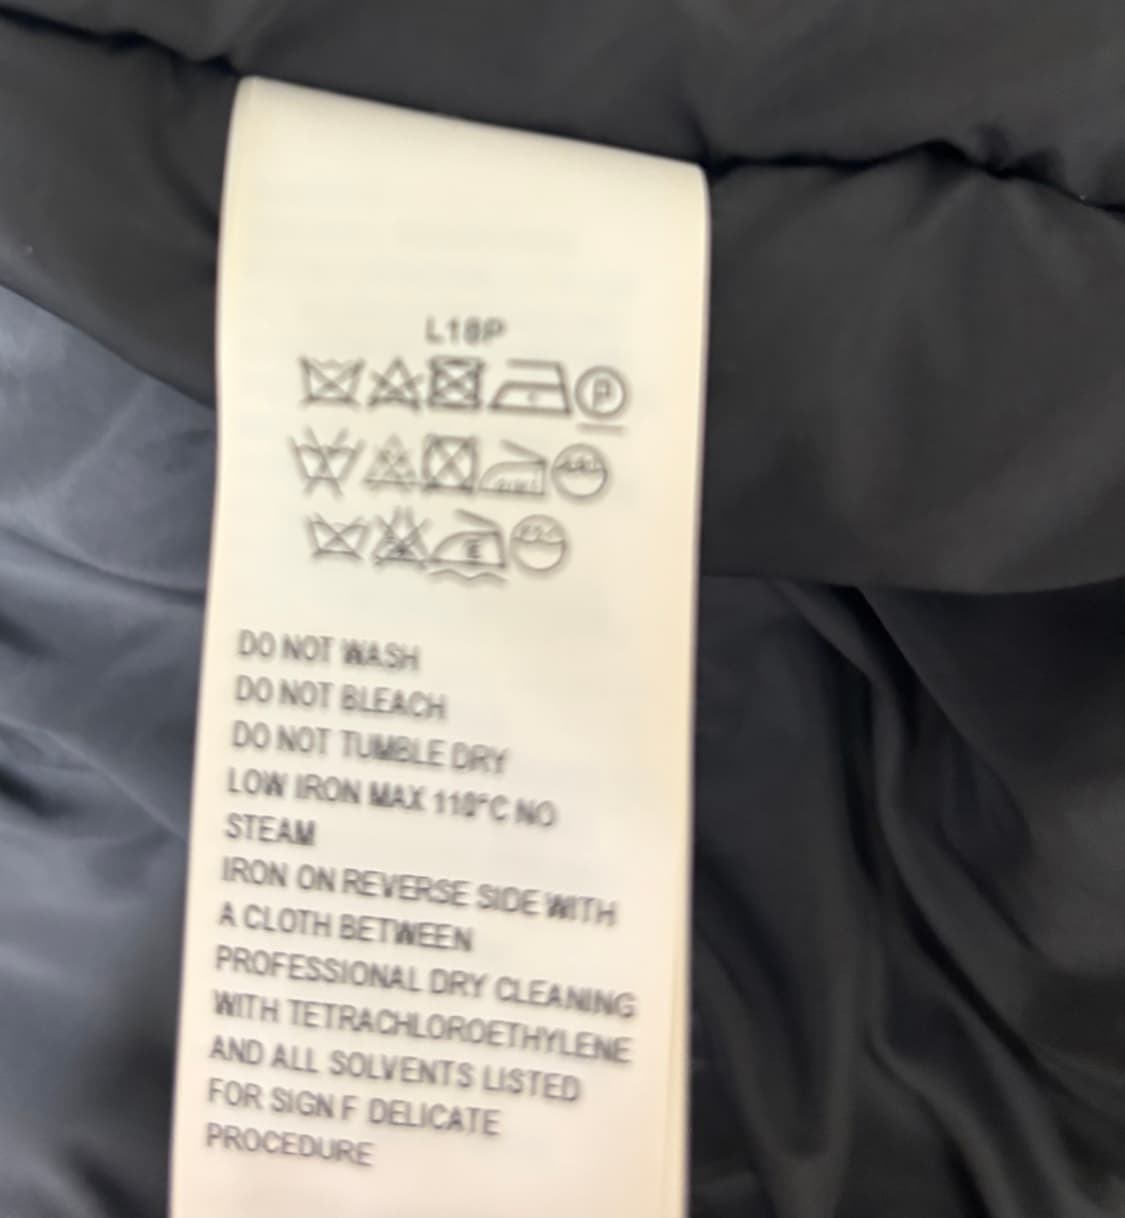 L18P
P
DO NOT WASH
DO NOT BLEACH
DO NOT TUMBLE DRY
LOW IRON MAX 110°C NO
STEAM
IRON ON REVERSE SIDE WITH
A CLOTH BETWEEN
PROFESSIONAL DRY CLEANING
WITH TETRACHLOROETHYLENE
AND ALL SOLVENTS LISTED
FOR SIGN F DELICATE
PROCEDURE